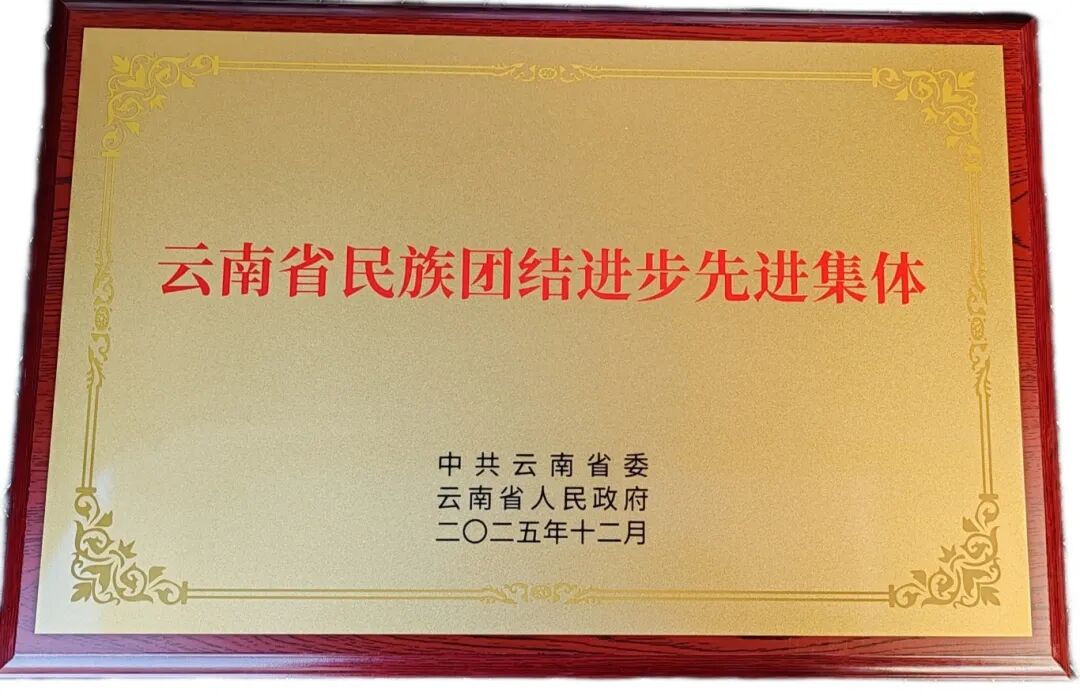 云南省民族团结进步先进集体
中共云南省委
云南省人民政府
二〇二五年十二月